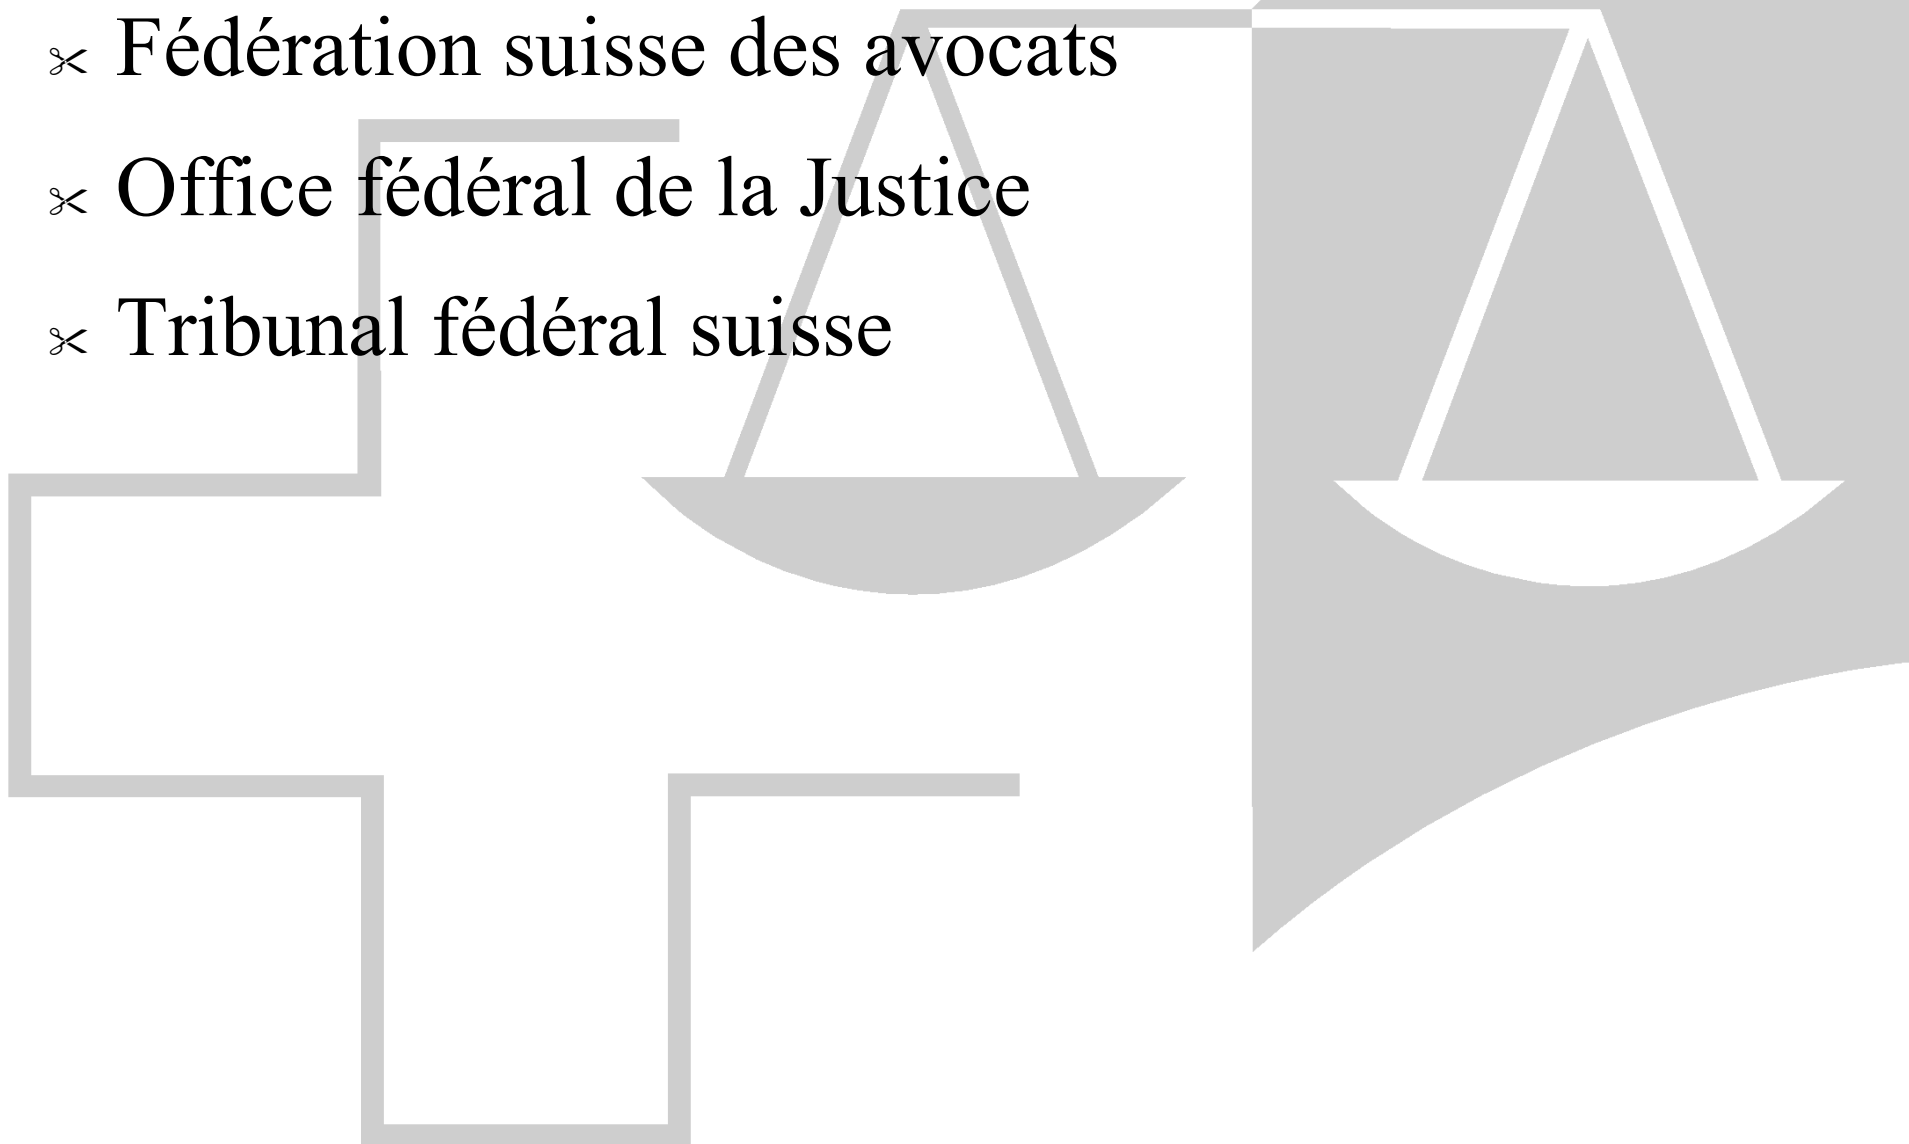 ✂ Fédération suisse des avocats
✂ Office fédéral de la Justice
✂ Tribunal fédéral suisse